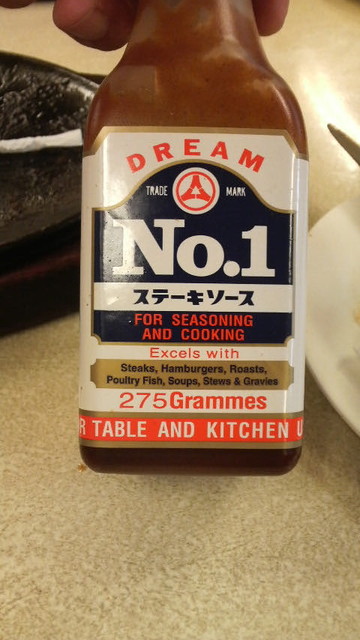 DREAM
TRADE MARK
No.1
ステーキソース
FOR SEASONING
AND COOKING
Excels with
Steaks, Hamburgers, Roasts,
Poultry Fish, Soups, Stews & Gravies
275Grammes
R TABLE AND KITCHEN U